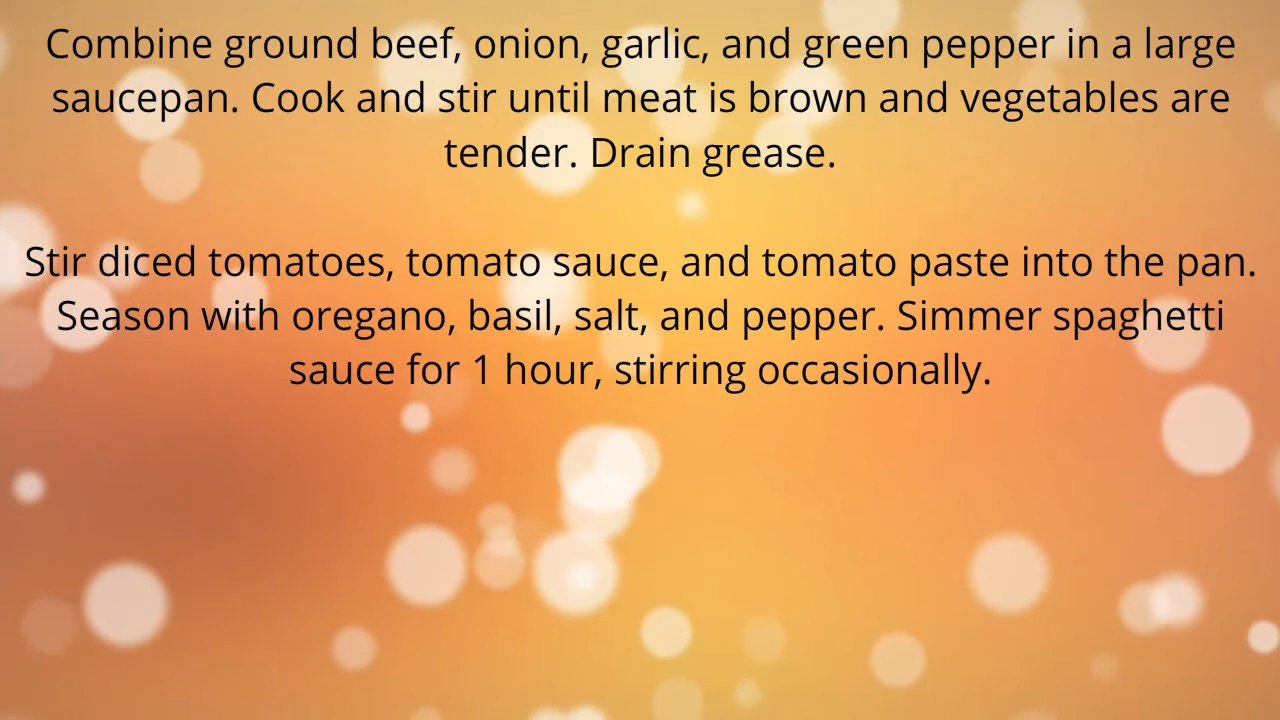 Combine ground beef, onion, garlic, and green pepper in a large
saucepan. Cook and stir until meat is brown and vegetables are
tender. Drain grease.
Stir diced tomatoes, tomato sauce, and tomato paste into the pan.
Season with oregano, basil, salt, and pepper. Simmer spaghetti
sauce for 1 hour, stirring occasionally.